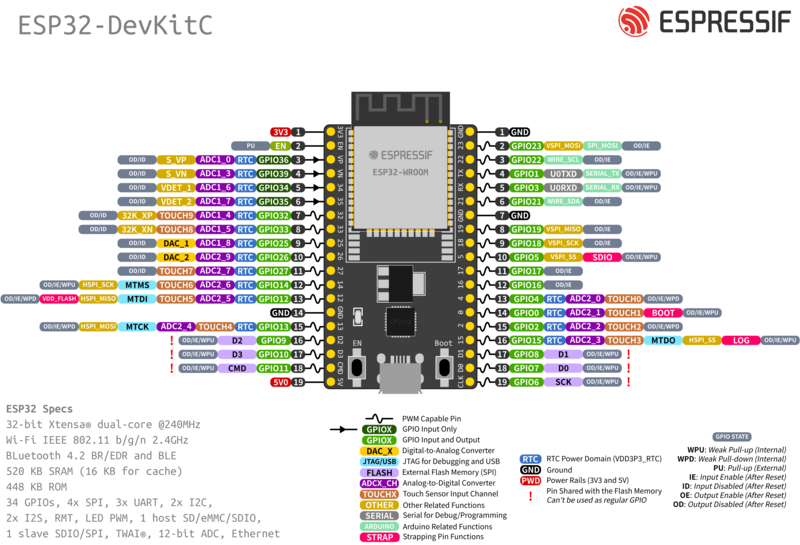 ESP32-DevKitC
ESPRESSIF
3V3 1
PU EN 2
OD/ID S_VP ADC1_0 RTC GPIO36 3
OD/ID S_VN ADC1_3 RTC GPIO39 4
OD/ID VDET_1 ADC1_6 RTC GPIO34 5
OD/ID VDET_2 ADC1_7 RTC GPIO35 6
OD/ID 32K_XP TOUCH9 ADC1_4 RTC GPIO32 7
OD/ID 32K_XN TOUCH8 ADC1_5 RTC GPIO33 8
OD/ID DAC_1 ADC1_8 RTC GPIO25 9
OD/ID DAC_2 ADC2_9 RTC GPIO26 10
OD/ID TOUCH7 ADC2_7 RTC GPIO27 11
OD/IE/WPU HSPI_SCK MTMS TOUCH6 ADC2_6 RTC GPIO14 12
OD/IE/WPD VDD_FLASH HSPI_MISO MTDI TOUCH5 ADC2_5 RTC GPIO12 13
GND 14
OD/IE/WPU HSPI_MOSI MTCK ADC2_4 TOUCH4 RTC GPIO13 15
! OD/IE/WPU D2 GPIO9 16
! OD/IE/WPU D3 GPIO10 17
! OD/IE/WPU CMD GPIO11 18
5V0 19
3V3
EN
VP
VN
34
35
32
33
25
26
27
14
12
GND
13
D2
D3
CMD
5V
ESPRESSIF
ESP32-WROOM
EN
Boot
GND
23
22
TX
RX
21
GND
19
18
5
17
16
4
0
2
15
D1
D0
CLK
1 GND
2 GPIO23 VSPI_MOSI SPI_MOSI OD/IE
3 GPIO22 WIRE_SCL OD/IE
4 GPIO1 U0TXD SERIAL_TX OD/IE/WPU
5 GPIO3 U0RXD SERIAL_RX OD/IE/WPU
6 GPIO21 WIRE_SDA OD/IE
7 GND
8 GPIO19 VSPI_MISO OD/IE
9 GPIO18 VSPI_SCK OD/IE
10 GPIO5 VSPI_SS SDIO OD/IE/WPU
11 GPIO17 OD/IE
12 GPIO16 OD/IE
13 GPIO4 RTC ADC2_0 TOUCH0 OD/IE/WPD
14 GPIO0 RTC ADC2_1 TOUCH1 BOOT OD/IE/WPU
15 GPIO2 RTC ADC2_2 TOUCH2 OD/IE/WPD
16 GPIO15 RTC ADC2_3 TOUCH3 MTDO HSPI_SS LOG OD/IE/WPU
17 GPIO8 D1 OD/IE/WPU !
18 GPIO7 D0 OD/IE/WPU !
19 GPIO6 SCK OD/IE/WPU !
ESP32 Specs
32-bit Xtensa® dual-core @240MHz
Wi-Fi IEEE 802.11 b/g/n 2.4GHz
BLuetooth 4.2 BR/EDR and BLE
520 KB SRAM (16 KB for cache)
448 KB ROM
34 GPIOs, 4x SPI, 3x UART, 2x I2C,
2x I2S, RMT, LED PWM, 1 host SD/eMMC/SDIO,
1 slave SDIO/SPI, TWAI®, 12-bit ADC, Ethernet
PWM Capable Pin
GPIOX GPIO Input Only
GPIOX GPIO Input and Output
DAC_X Digital-to-Analog Converter
JTAG/USB JTAG for Debugging and USB
FLASH External Flash Memory (SPI)
ADCX_CH Analog-to-Digital Converter
TOUCHX Touch Sensor Input Channel
OTHER Other Related Functions
SERIAL Serial for Debug/Programming
ARDUINO Arduino Related Functions
STRAP Strapping Pin Functions
RTC RTC Power Domain (VDD3P3_RTC)
GND Ground
PWD Power Rails (3V3 and 5V)
! Pin Shared with the Flash Memory
Can't be used as regular GPIO
GPIO STATE
WPU: Weak Pull-up (Internal)
WPD: Weak Pull-down (Internal)
PU: Pull-up (External)
IE: Input Enable (After Reset)
ID: Input Disabled (After Reset)
OE: Output Enable (After Reset)
OD: Output Disabled (After Reset)